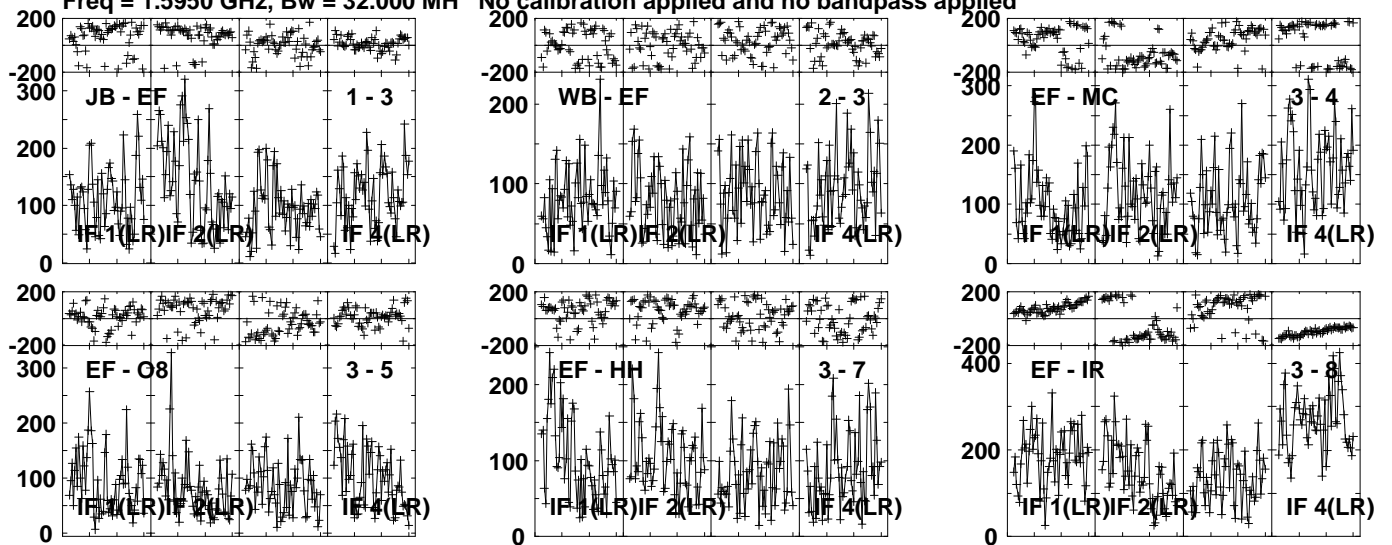 Freq = 1.5950 GHz, Bw = 32.000 MH No calibration applied and no bandpass applied
200
-200
300
200
100
0
JB - EF 1 - 3
IF 1(LR) IF 2(LR) IF 4(LR)
200
-200
200
100
0
WB - EF 2 - 3
IF 1(LR) IF 2(LR) IF 4(LR)
200
-200
300
200
100
0
EF - MC 3 - 4
IF 1(LR) IF 2(LR) IF 4(LR)
200
-200
300
200
100
0
EF - O8 3 - 5
IF 1(LR) IF 2(LR) IF 4(LR)
200
-200
200
100
0
EF - HH 3 - 7
IF 1(LR) IF 2(LR) IF 4(LR)
200
-200
400
200
0
EF - IR 3 - 8
IF 1(LR) IF 2(LR) IF 4(LR)